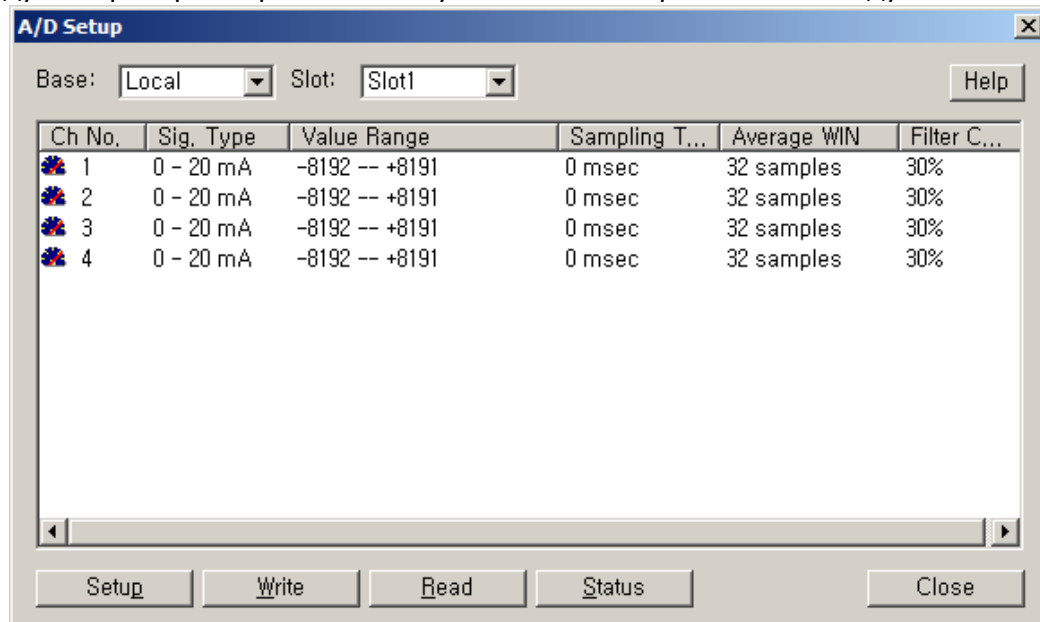 A/D Setup
Base: Local Slot: Slot1 Help
Ch No. Sig. Type Value Range Sampling T... Average WIN Filter C...
1 0 - 20 mA -8192 -- +8191 0 msec 32 samples 30%
2 0 - 20 mA -8192 -- +8191 0 msec 32 samples 30%
3 0 - 20 mA -8192 -- +8191 0 msec 32 samples 30%
4 0 - 20 mA -8192 -- +8191 0 msec 32 samples 30%
Setup Write Read Status Close